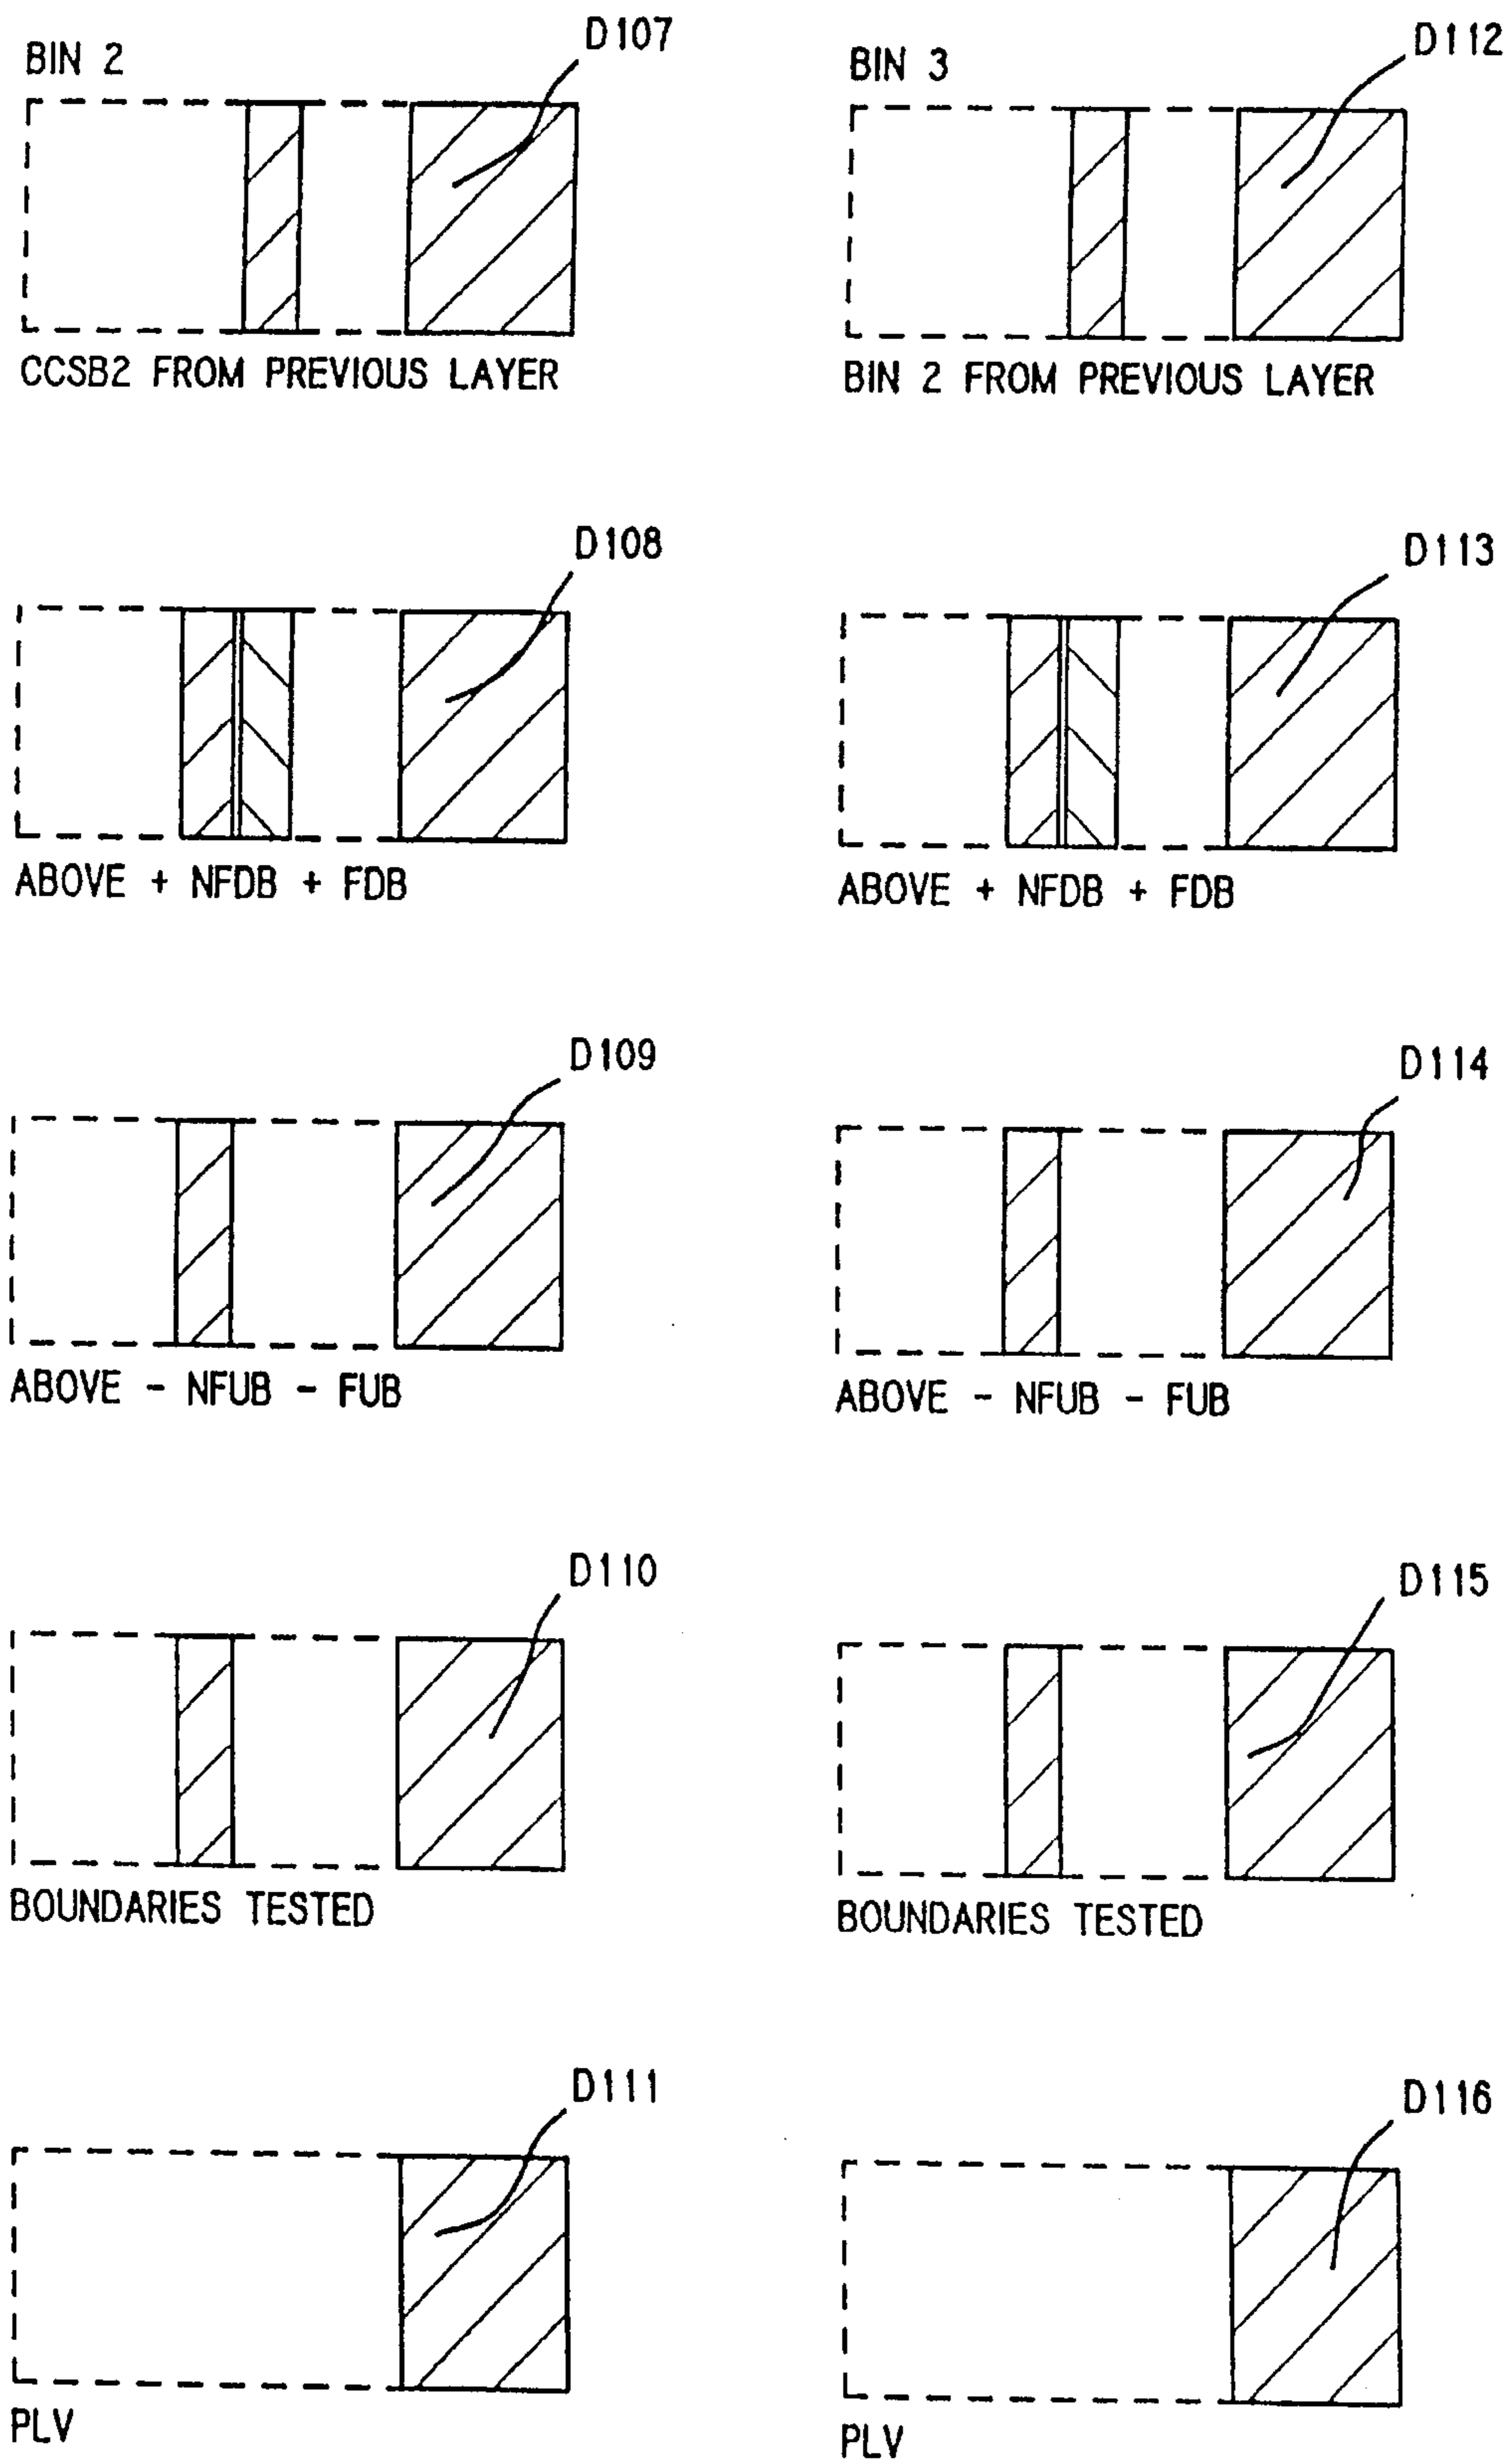 BIN 2
D107
CCSB2 FROM PREVIOUS LAYER
D108
ABOVE + NFDB + FDB
D109
ABOVE - NFUB - FUB
D110
BOUNDARIES TESTED
D111
PLV
BIN 3
D112
BIN 2 FROM PREVIOUS LAYER
D113
ABOVE + NFDB + FDB
D114
ABOVE - NFUB - FUB
D115
BOUNDARIES TESTED
D116
PLV